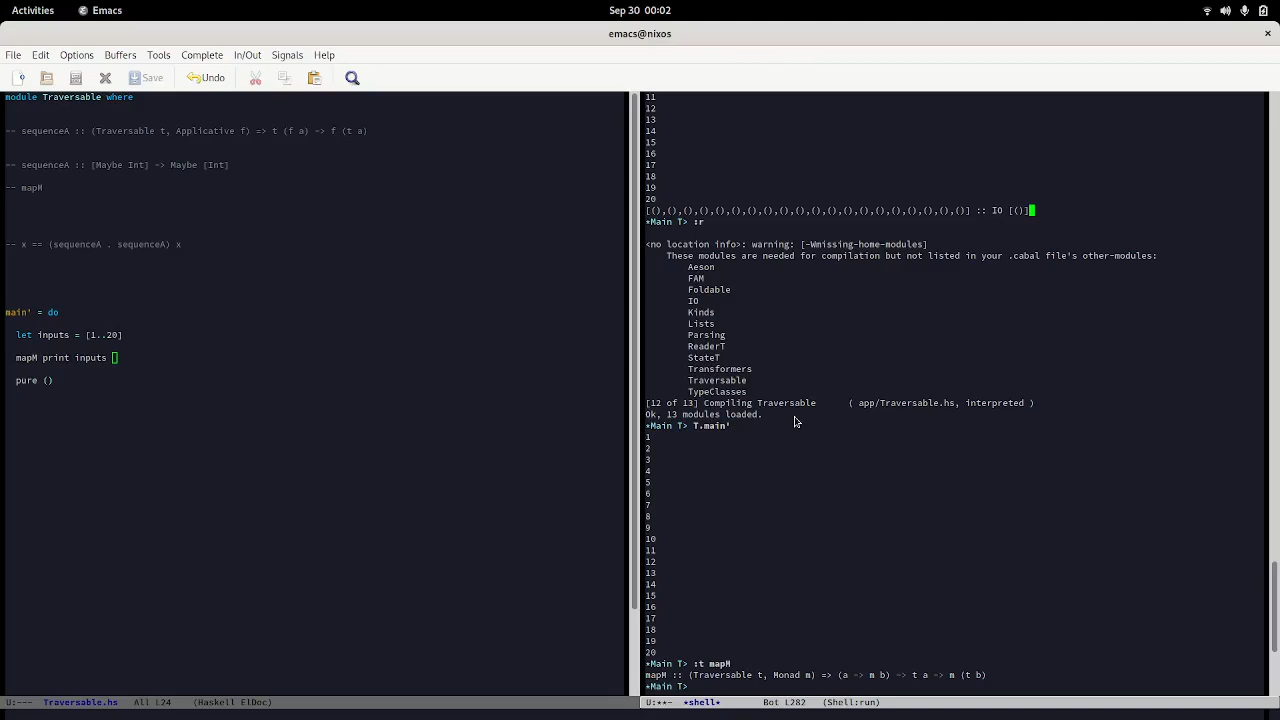 Activities Emacs Sep 30 00:02
emacs@nixos ×
File Edit Options Buffers Tools Complete In/Out Signals Help
Save Undo
module Traversable where
-- sequenceA :: (Traversable t, Applicative f) => t (f a) -> f (t a)
-- sequenceA :: [Maybe Int] -> Maybe [Int]
-- mapM
-- x == (sequenceA . sequenceA) x
main' = do
let inputs = [1..20]
mapM print inputs
pure ()
U:--- Traversable.hs All L24 (Haskell ElDoc)
11
12
13
14
15
16
17
18
19
20
[(),(),(),(),(),(),(),(),(),(),(),(),(),(),(),(),(),(),(),()] :: IO [()]
*Main T> :r
<no location info>: warning: [-Wmissing-home-modules]
These modules are needed for compilation but not listed in your .cabal file's other-modules:
Aeson
FAM
Foldable
IO
Kinds
Lists
Parsing
ReaderT
StateT
Transformers
Traversable
TypeClasses
[12 of 13] Compiling Traversable ( app/Traversable.hs, interpreted )
Ok, 13 modules loaded.
*Main T> T.main'
1
2
3
4
5
6
7
8
9
10
11
12
13
14
15
16
17
18
19
20
*Main T> :t mapM
mapM :: (Traversable t, Monad m) => (a -> m b) -> t a -> m (t b)
*Main T>
U:**- *shell* Bot L282 (Shell:run)